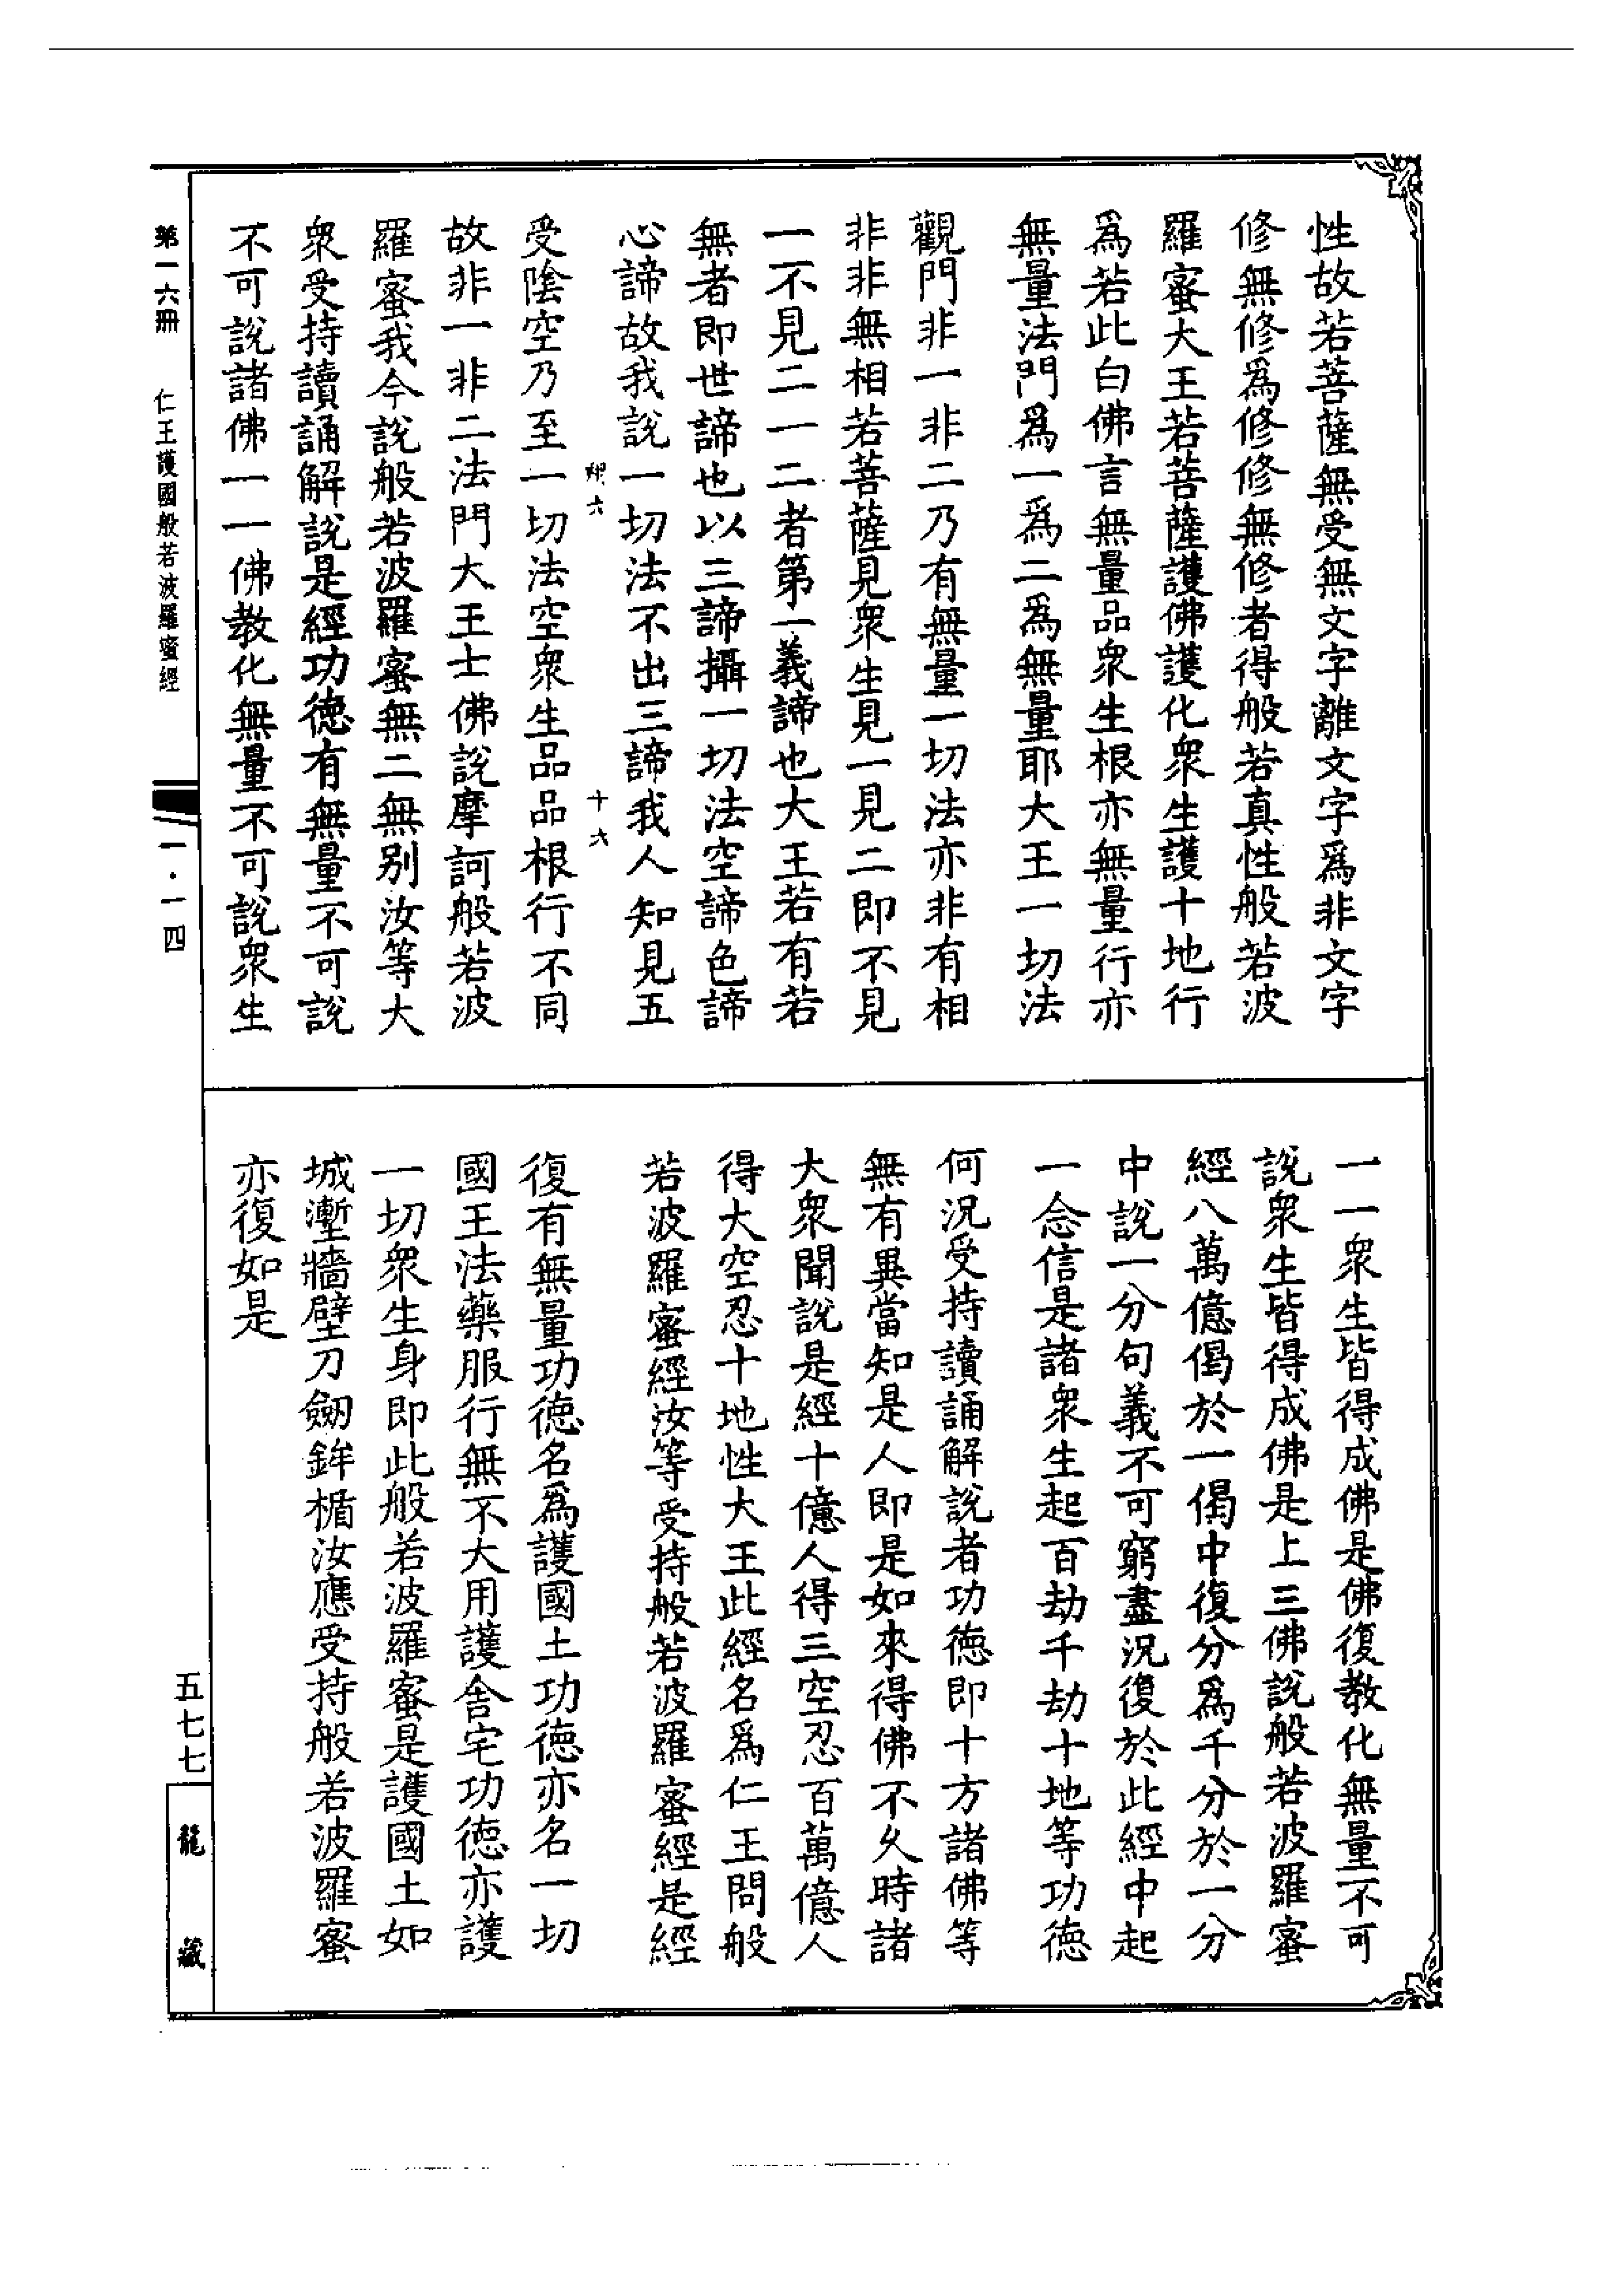 性故若菩薩無受無文字離文字爲非文字
修無修爲修修無修者得般若真性般若波
羅蜜大王若菩薩護佛護化衆生護十地行
爲若此白佛言無量品衆生根亦無量行亦
無量法門爲一爲二爲無量耶大王一切法
觀門非一非二乃有無量一切法亦非有相
非非無相若菩薩見衆生見一見二即不見
一不見二一二者第一義諦也大王若有若
無者即世諦也以三諦攝一切法空諦色諦
心諦故我說一切法不出三諦我人知見五
翔六 十六
受陰空乃至一切法空衆生品品根行不同
故非一非二法門大王士佛說摩訶般若波
羅蜜我今說般若波羅蜜無二無别汝等大
衆受持讀誦解說是經功德有無量不可說
不可說諸佛一一佛教化無量不可說衆生
一一衆生皆得成佛是佛復教化無量不可
說衆生皆得成佛是上三佛說般若波羅蜜
經八萬億偈於一偈中復分爲千分於一分
中說一分句義不可窮盡況復於此經中起
一念信是諸衆生起百劫千劫十地等功德
何況受持讀誦解說者功德即十方諸佛等
無有異當知是人即是如來得佛不久時諸
大衆聞說是經十億人得三空忍百萬億人
得大空忍十地性大王此經名爲仁王問般
若波羅蜜經汝等受持般若波羅蜜經是經
復有無量功德名爲護國土功德亦名一切
國王法藥服行無不大用護舍宅功德亦護
一切衆生身即此般若波羅蜜是護國土如
城塹牆壁刀劒鉾楯汝應受持般若波羅蜜
亦復如是
第一六冊 仁王護國般若波羅蜜經
一·一四
五七七
龍藏